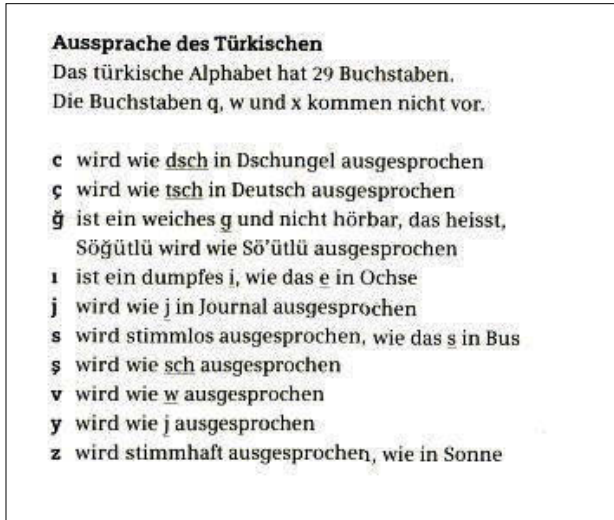 Aussprache des Türkischen
Das türkische Alphabet hat 29 Buchstaben.
Die Buchstaben q, w und x kommen nicht vor.
c wird wie dsch in Dschungel ausgesprochen
ç wird wie tsch in Deutsch ausgesprochen
ğ ist ein weiches g und nicht hörbar, das heisst,
Söğütlü wird wie Sö'ütlü ausgesprochen
ı ist ein dumpfes i, wie das e in Ochse
j wird wie j in Journal ausgesprochen
s wird stimmlos ausgesprochen, wie das s in Bus
ş wird wie sch ausgesprochen
v wird wie w ausgesprochen
y wird wie j ausgesprochen
z wird stimmhaft ausgesprochen, wie in Sonne